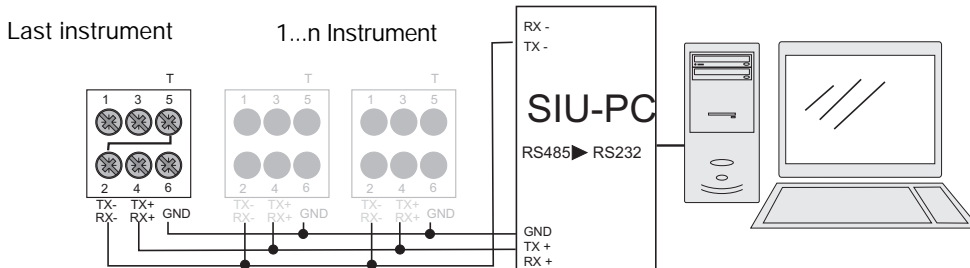 Last instrument
1...n Instrument
T
1 3 5
2 4 6
TX- TX+ GND
RX- RX+
T
1 3 5
2 4 6
TX- TX+ GND
RX- RX+
T
1 3 5
2 4 6
TX- TX+ GND
RX- RX+
RX -
TX -
SIU-PC
RS485▶ RS232
GND
TX +
RX +